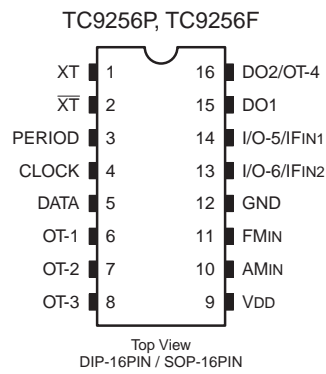 TC9256P, TC9256F
XT 1 16 DO2/OT-4
X̅T̅ 2 15 DO1
PERIOD 3 14 I/O-5/IFIN1
CLOCK 4 13 I/O-6/IFIN2
DATA 5 12 GND
OT-1 6 11 FMIN
OT-2 7 10 AMIN
OT-3 8 9 VDD
Top View
DIP-16PIN / SOP-16PIN